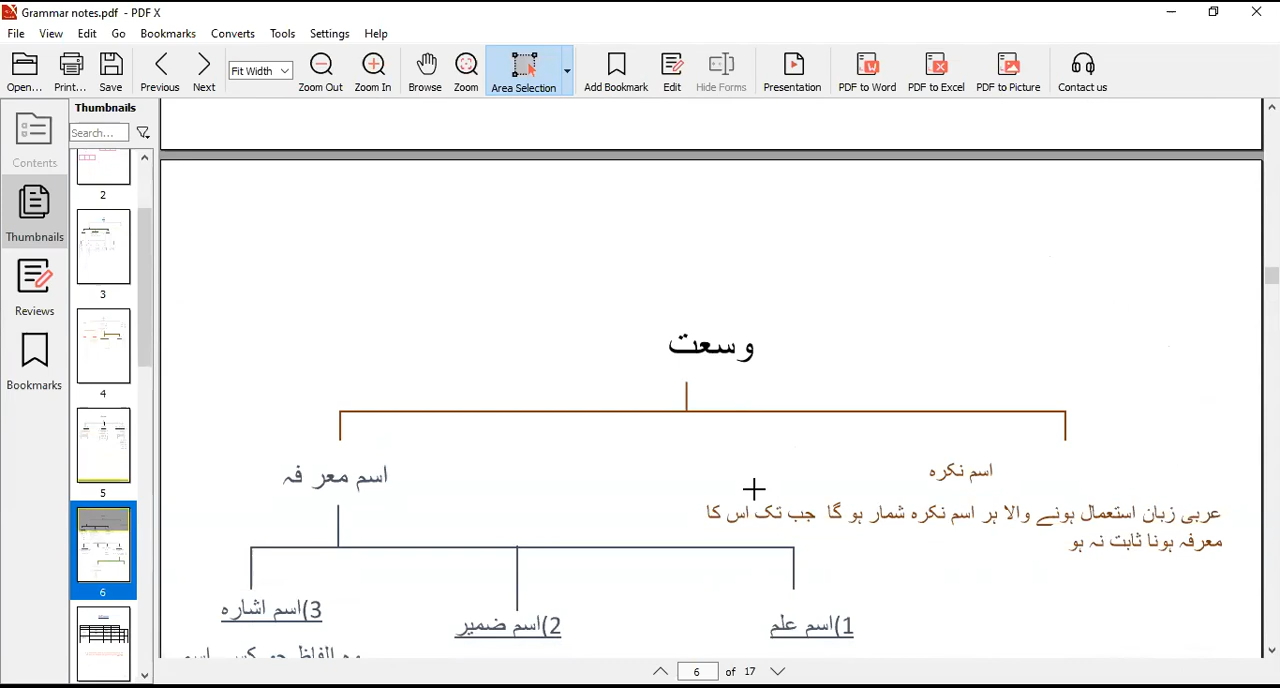 Grammar notes.pdf - PDF X
File View Edit Go Bookmarks Converts Tools Settings Help
Open... Print... Save Previous Next Fit Width Zoom Out Zoom In Browse Zoom Area Selection Add Bookmark Edit Hide Forms Presentation PDF to Word PDF to Excel PDF to Picture Contact us
Contents
Thumbnails
Reviews
Bookmarks
Thumbnails
Search...
2
3
4
5
6
وسعت
اسم نکرہ
عربی زبان استعمال ہونے والا ہر اسم نکرہ شمار ہو گا جب تک اس کا
معرفہ ہونا ثابت نہ ہو
اسم معر فہ
1)اسم علم
2)اسم ضمیر
3)اسم اشارہ
6 of 17